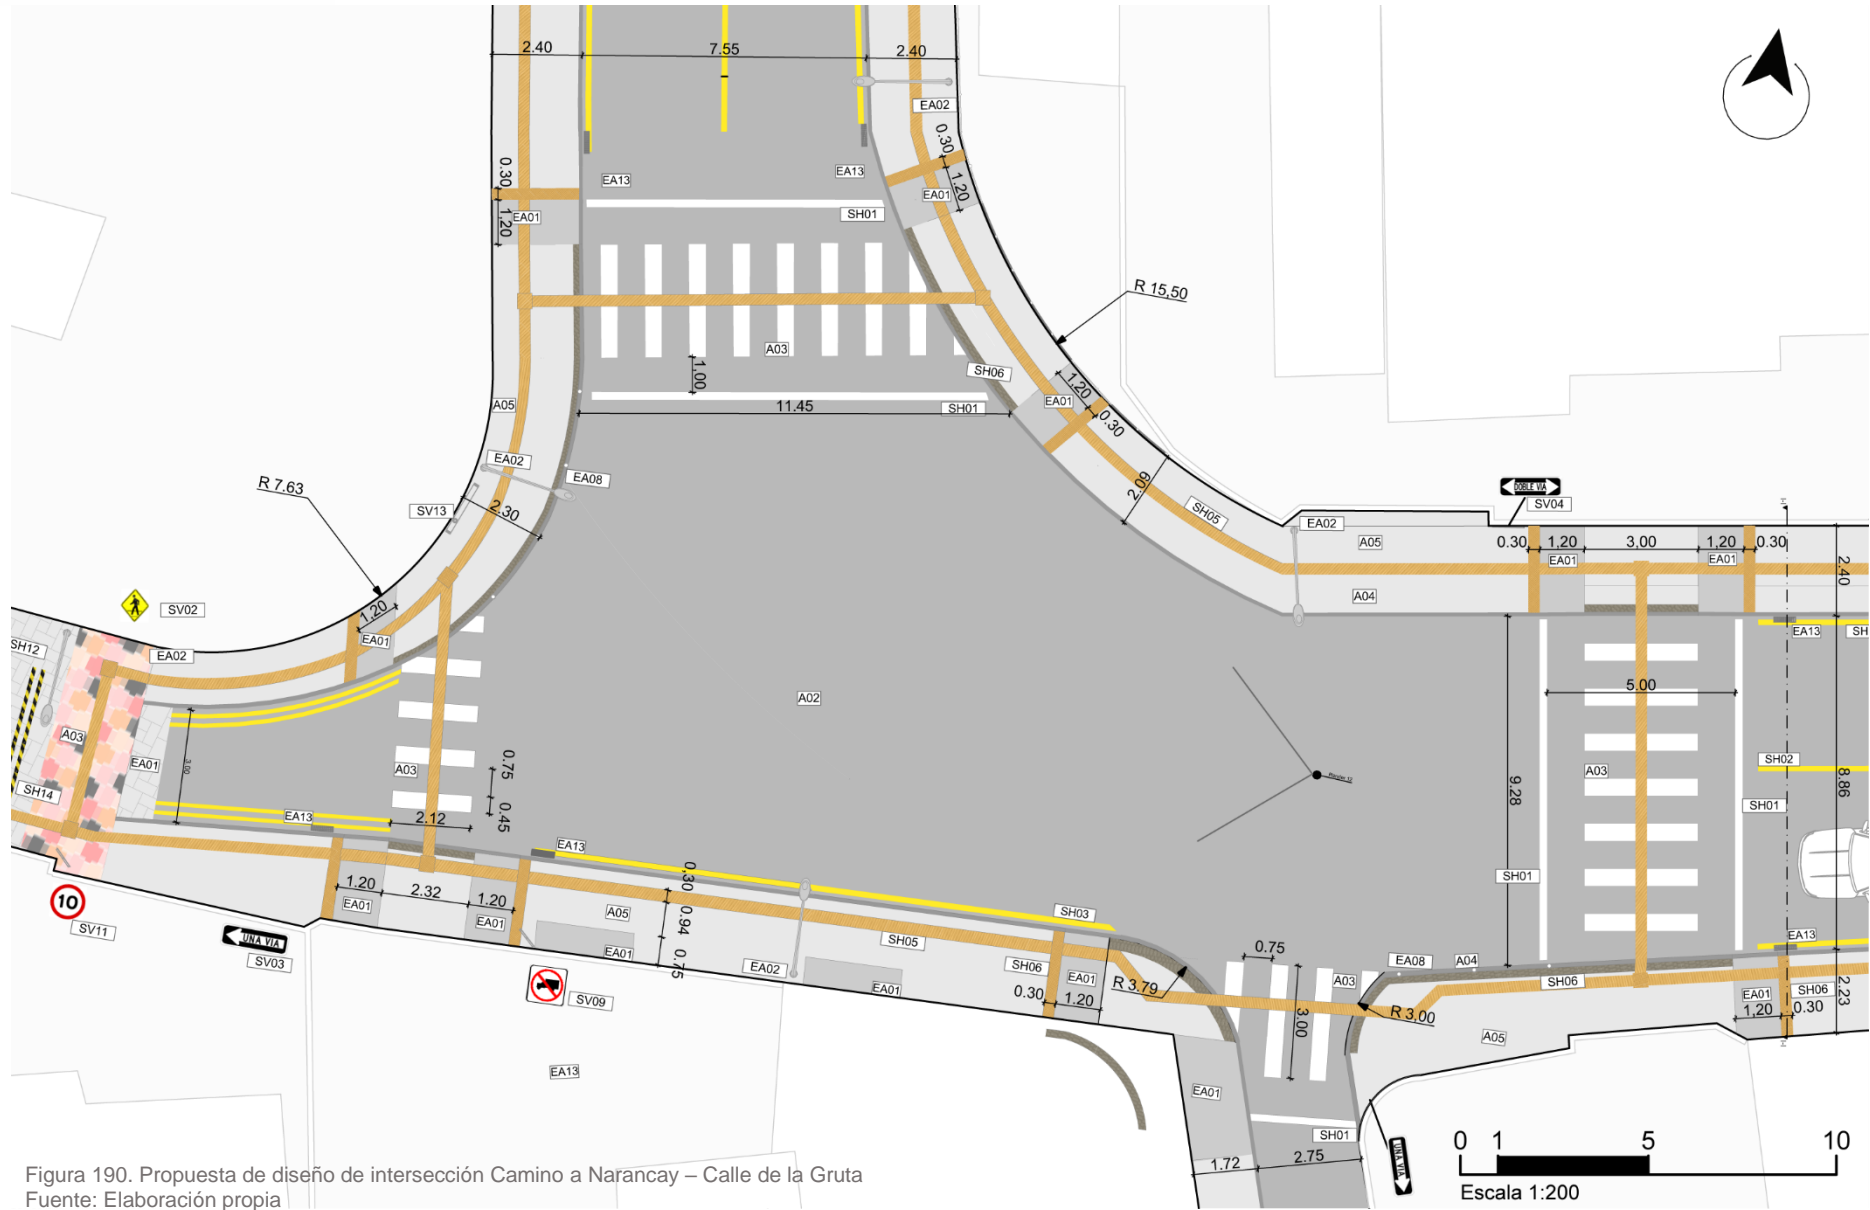 2.40
7.55
2.40
EA02
0.30
EA13
EA13
0.30
1.20
EA01
SH01
1,20
EA01
R 15,50
A03
1,00
SH06
1,20
EA01
0.30
SH01
11.45
A05
EA02
EA08
R 7.63
SV13
2.30
2.09
SH05
DOBLE VIA
SV04
EA02
A05
0.30
1,20
3,00
1,20
0.30
EA01
EA01
2.40
A04
SV02
1,20
EA01
EA13
SH
SH12
EA02
A02
5.00
A03
EA01
3.00
A03
0.75
0.45
SH14
EA13
2.12
SH02
8.86
A03
9.28
SH01
EA13
0,30
0.94
0.75
1.20
2.32
1.20
EA01
EA01
A05
EA01
SH03
SH05
SH01
10
SV11
UNA VIA
SV03
SV09
EA02
EA01
SH06
EA01
0.30
1.20
R 3.79
0.75
A03
3.00
EA08
A04
R 3,00
SH06
A05
EA13
EA01
SH06
1,20
0.30
2.23
EA13
EA01
SH01
1.72
2.75
UNA VIA
0 1 5 10
Escala 1:200
Figura 190. Propuesta de diseño de intersección Camino a Narancay – Calle de la Gruta
Fuente: Elaboración propia